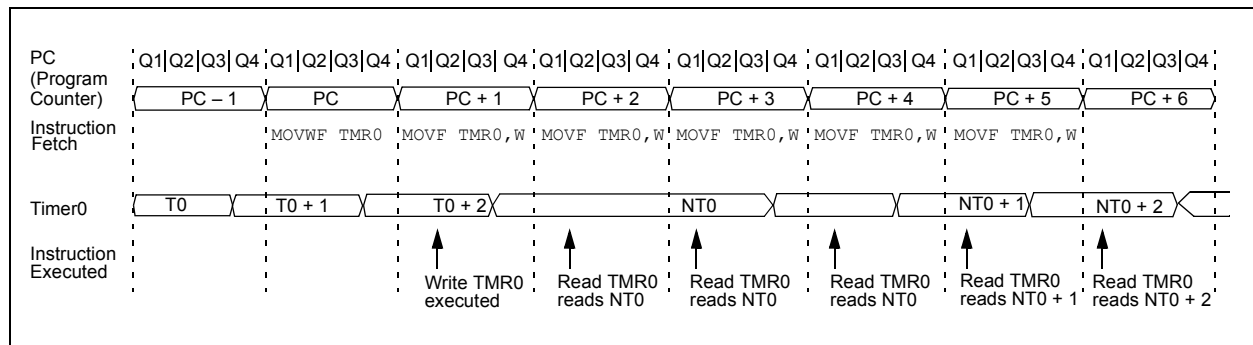 PC
(Program
Counter)
Q1|Q2|Q3|Q4 Q1|Q2|Q3|Q4 Q1|Q2|Q3|Q4 Q1|Q2|Q3|Q4 Q1|Q2|Q3|Q4 Q1|Q2|Q3|Q4 Q1|Q2|Q3|Q4 Q1|Q2|Q3|Q4
PC – 1 PC PC + 1 PC + 2 PC + 3 PC + 4 PC + 5 PC + 6
Instruction
Fetch
MOVWF TMR0 MOVF TMR0,W MOVF TMR0,W MOVF TMR0,W MOVF TMR0,W MOVF TMR0,W
Timer0
T0 T0 + 1 T0 + 2 NT0 NT0 + 1 NT0 + 2
Instruction
Executed
Write TMR0
executed
Read TMR0
reads NT0
Read TMR0
reads NT0
Read TMR0
reads NT0
Read TMR0
reads NT0 + 1
Read TMR0
reads NT0 + 2